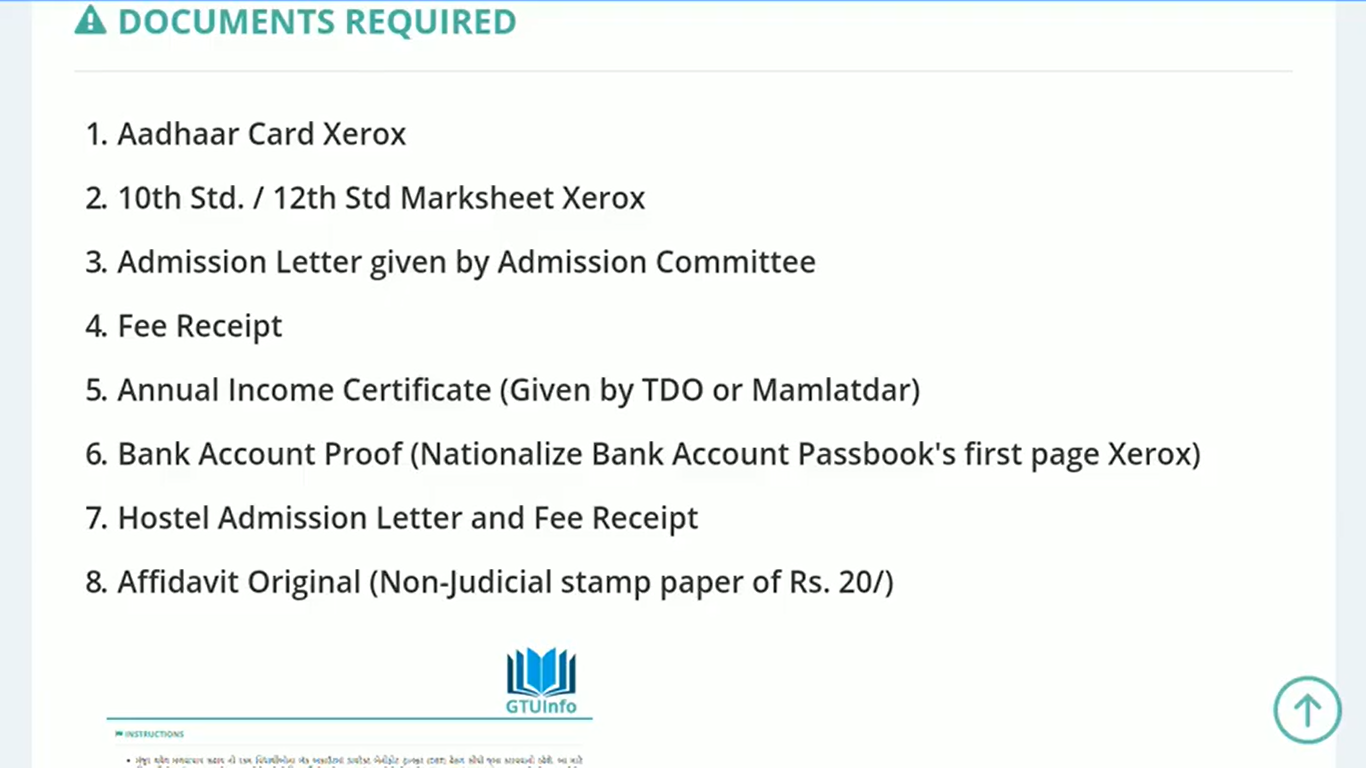 DOCUMENTS REQUIRED
1. Aadhaar Card Xerox
2. 10th Std. / 12th Std Marksheet Xerox
3. Admission Letter given by Admission Committee
4. Fee Receipt
5. Annual Income Certificate (Given by TDO or Mamlatdar)
6. Bank Account Proof (Nationalize Bank Account Passbook's first page Xerox)
7. Hostel Admission Letter and Fee Receipt
8. Affidavit Original (Non-Judicial stamp paper of Rs. 20/)
GTUInfo
INSTRUCTIONS